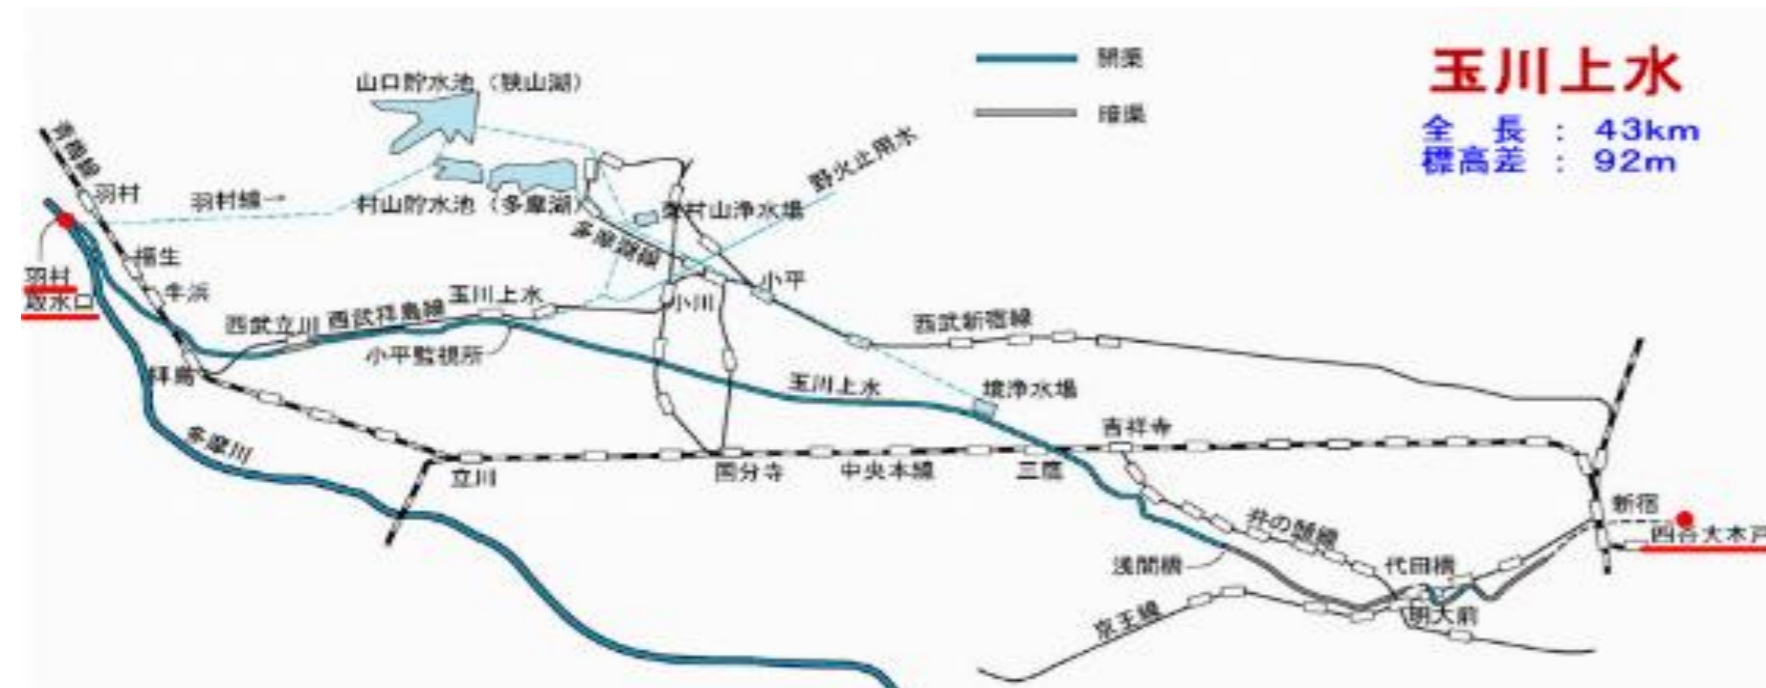 玉川上水
全 長 : 43km
標高差 : 92m
開渠
暗渠
山口貯水池（狭山湖）
青梅線
羽村
羽村線→
村山貯水池（多摩湖）
東村山浄水場
野火止用水
多摩湖線
羽村
取水口
福生
牛浜
小平
玉川上水
小川
西武立川
西武拝島線
西武新宿線
小平監視所
拝島
玉川上水
境浄水場
多摩川
吉祥寺
立川
国分寺
中央本線
三鷹
新宿
四谷大木戸
井の頭線
浅間橋
代田橋
明大前
京王線